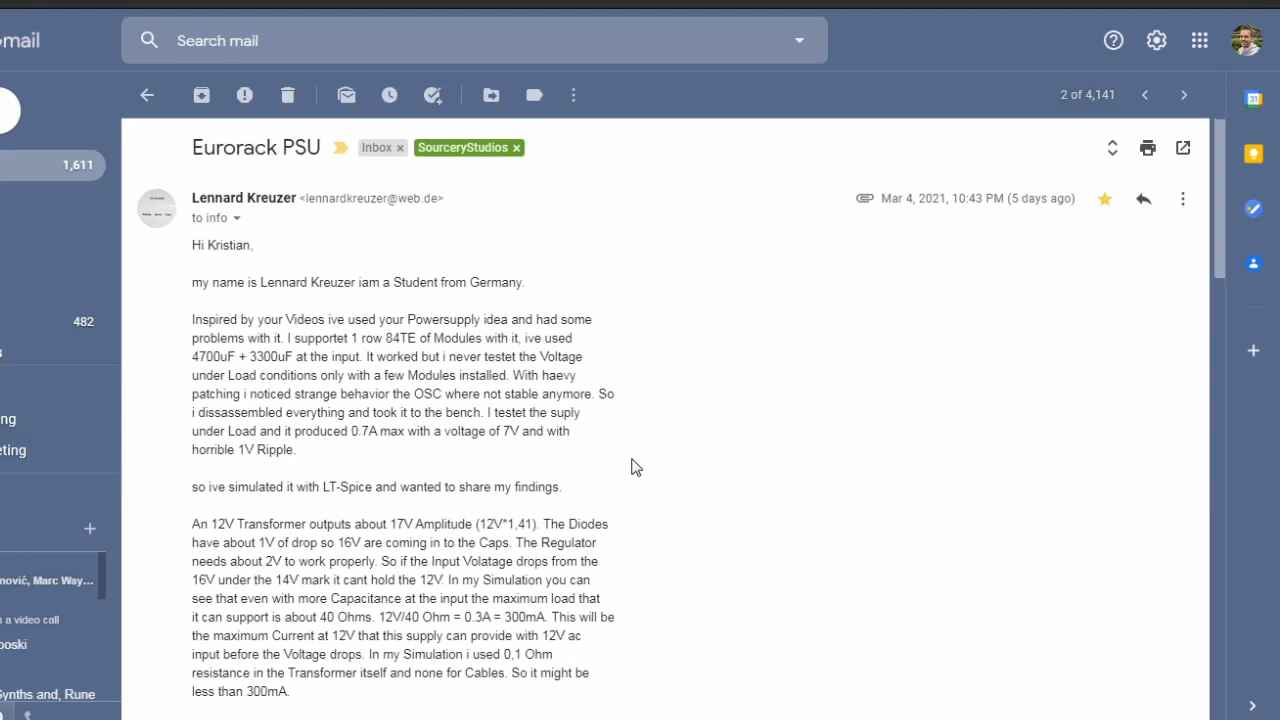 mail
Search mail
1,611
2 of 4,141
Eurorack PSU
Inbox ×
SourceryStudios ×
Lennard Kreuzer <lennardkreuzer@web.de>
Mar 4, 2021, 10:43 PM (5 days ago)
to info
Hi Kristian,
my name is Lennard Kreuzer iam a Student from Germany.
Inspired by your Videos ive used your Powersupply idea and had some
problems with it. I supportet 1 row 84TE of Modules with it, ive used
4700uF + 3300uF at the input. It worked but i never testet the Voltage
under Load conditions only with a few Modules installed. With haevy
patching i noticed strange behavior the OSC where not stable anymore. So
i dissassembled everything and took it to the bench. I testet the suply
under Load and it produced 0.7A max with a voltage of 7V and with
horrible 1V Ripple.
so ive simulated it with LT-Spice and wanted to share my findings.
An 12V Transformer outputs about 17V Amplitude (12V*1,41). The Diodes
have about 1V of drop so 16V are coming in to the Caps. The Regulator
needs about 2V to work properly. So if the Input Volatage drops from the
16V under the 14V mark it cant hold the 12V. In my Simulation you can
see that even with more Capacitance at the input the maximum load that
it can support is about 40 Ohms. 12V/40 Ohm = 0.3A = 300mA. This will be
the maximum Current at 12V that this supply can provide with 12V ac
input before the Voltage drops. In my Simulation i used 0,1 Ohm
resistance in the Transformer itself and none for Cables. So it might be
less than 300mA.
482
s
ng
eting
nović, Marc Way...
n a video call
poski
Synths and, Rune
31